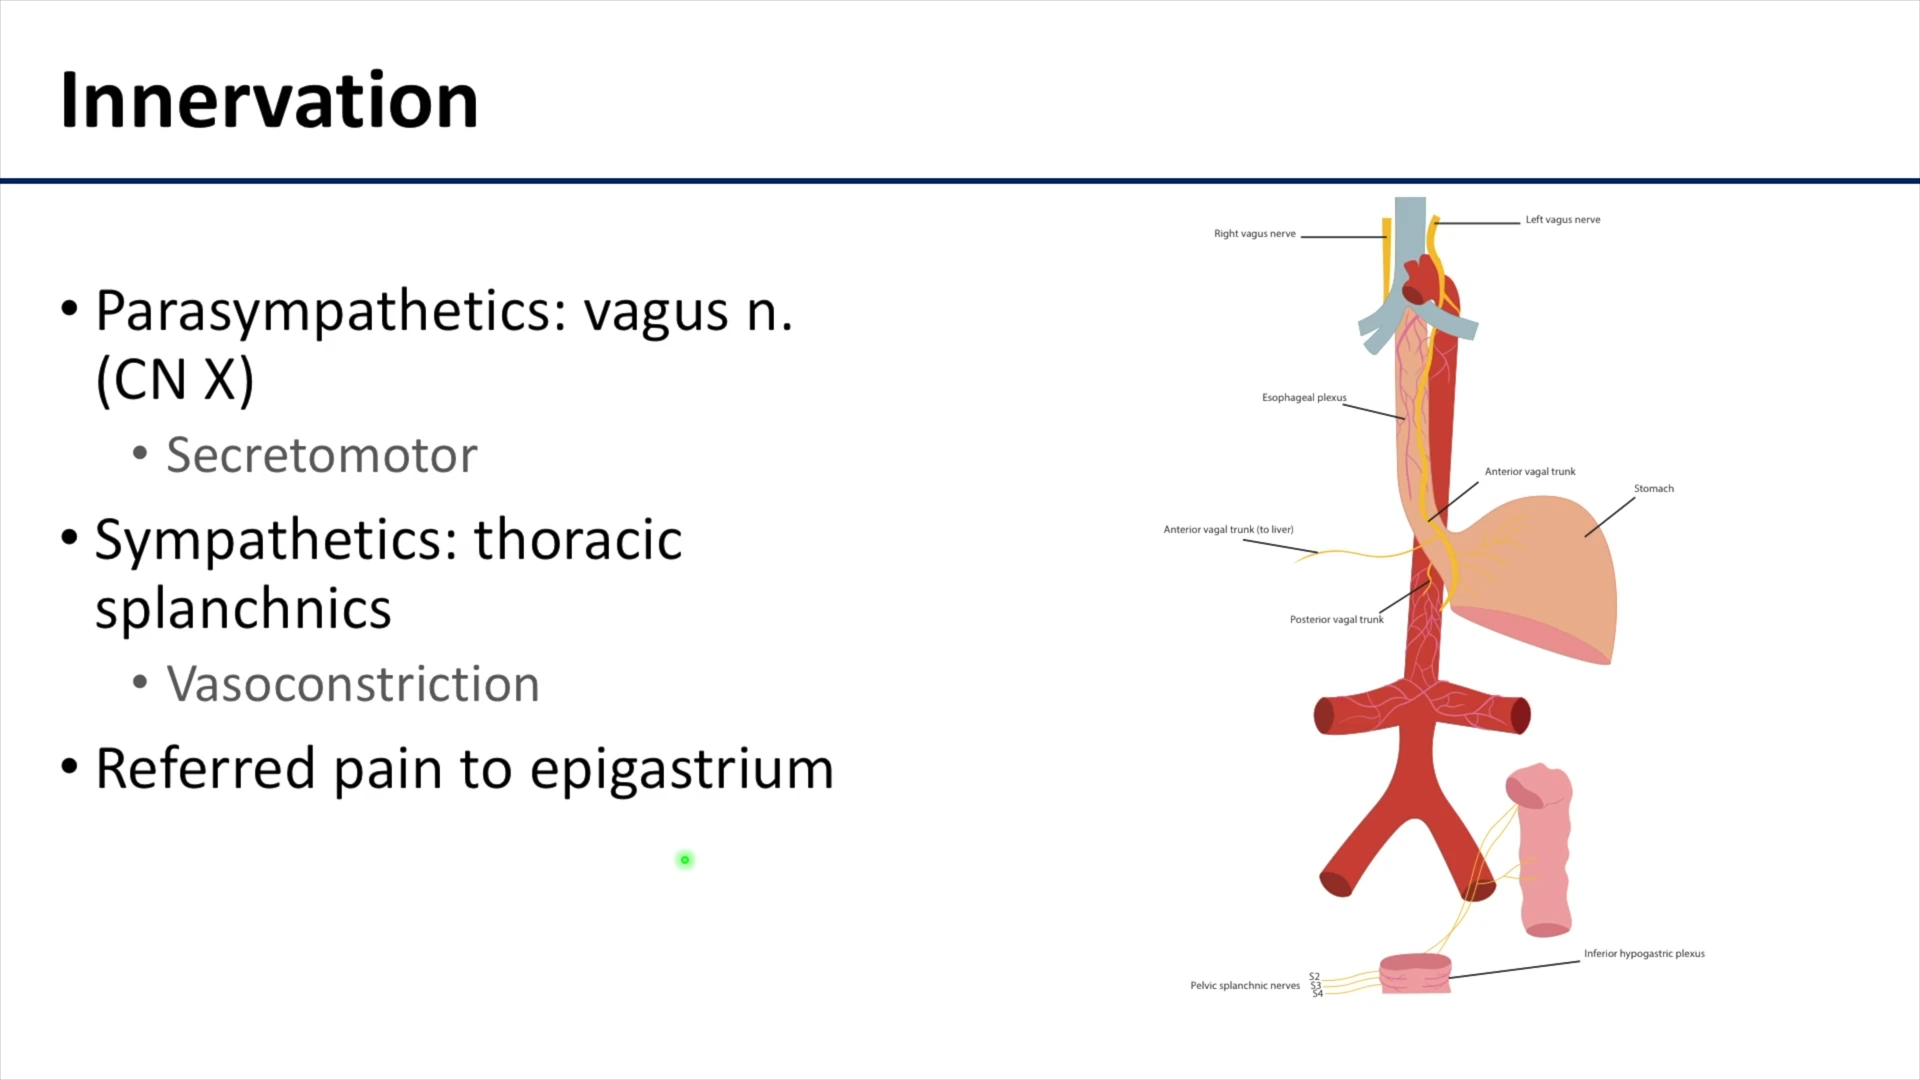 Innervation
• Parasympathetics: vagus n.
(CN X)
• Secretomotor
• Sympathetics: thoracic
splanchnics
• Vasoconstriction
• Referred pain to epigastrium
Left vagus nerve
Right vagus nerve
Esophageal plexus
Anterior vagal trunk
Stomach
Anterior vagal trunk (to liver)
Posterior vagal trunk
Inferior hypogastric plexus
Pelvic splanchnic nerves
S2
S3
S4